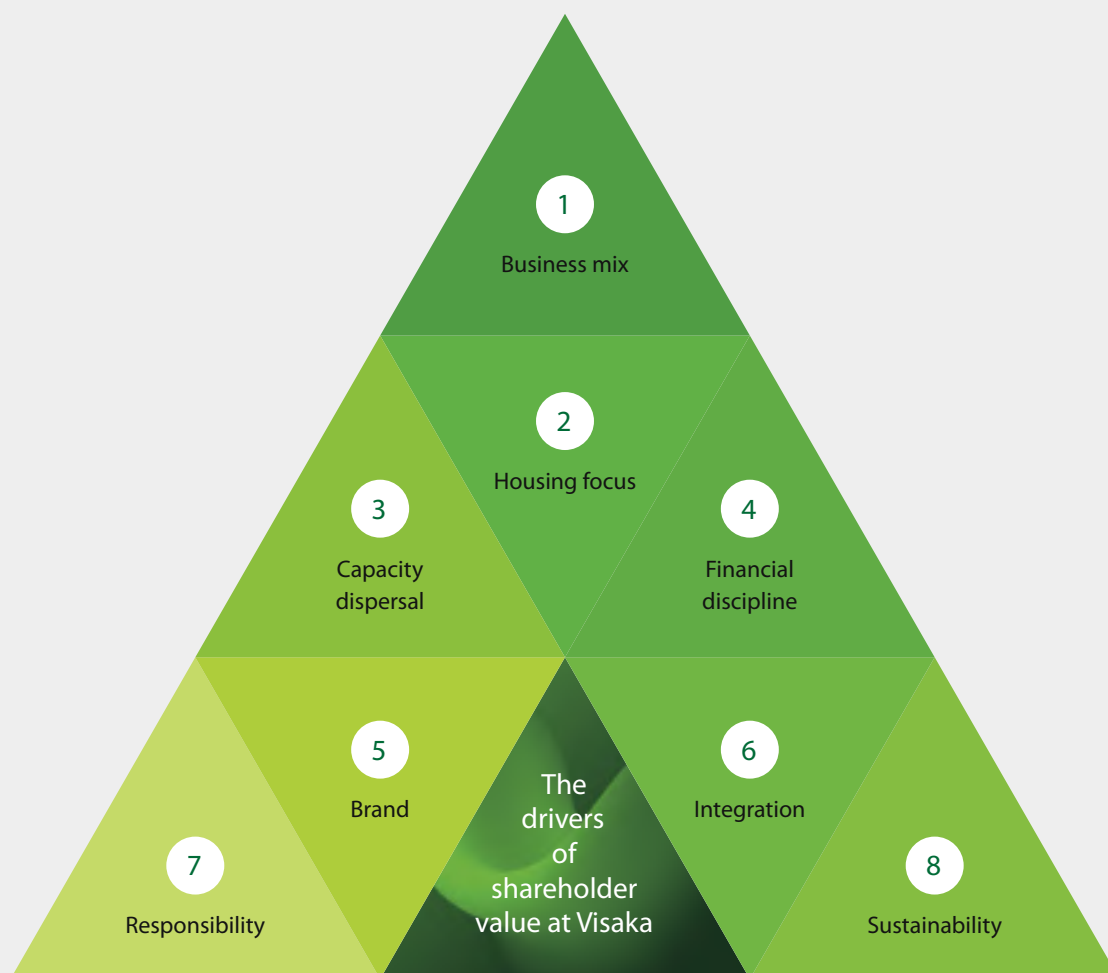 1
Business mix
2
Housing focus
3
Capacity
dispersal
4
Financial
discipline
5
Brand
The
drivers
of
shareholder
value at Visaka
6
Integration
7
Responsibility
8
Sustainability